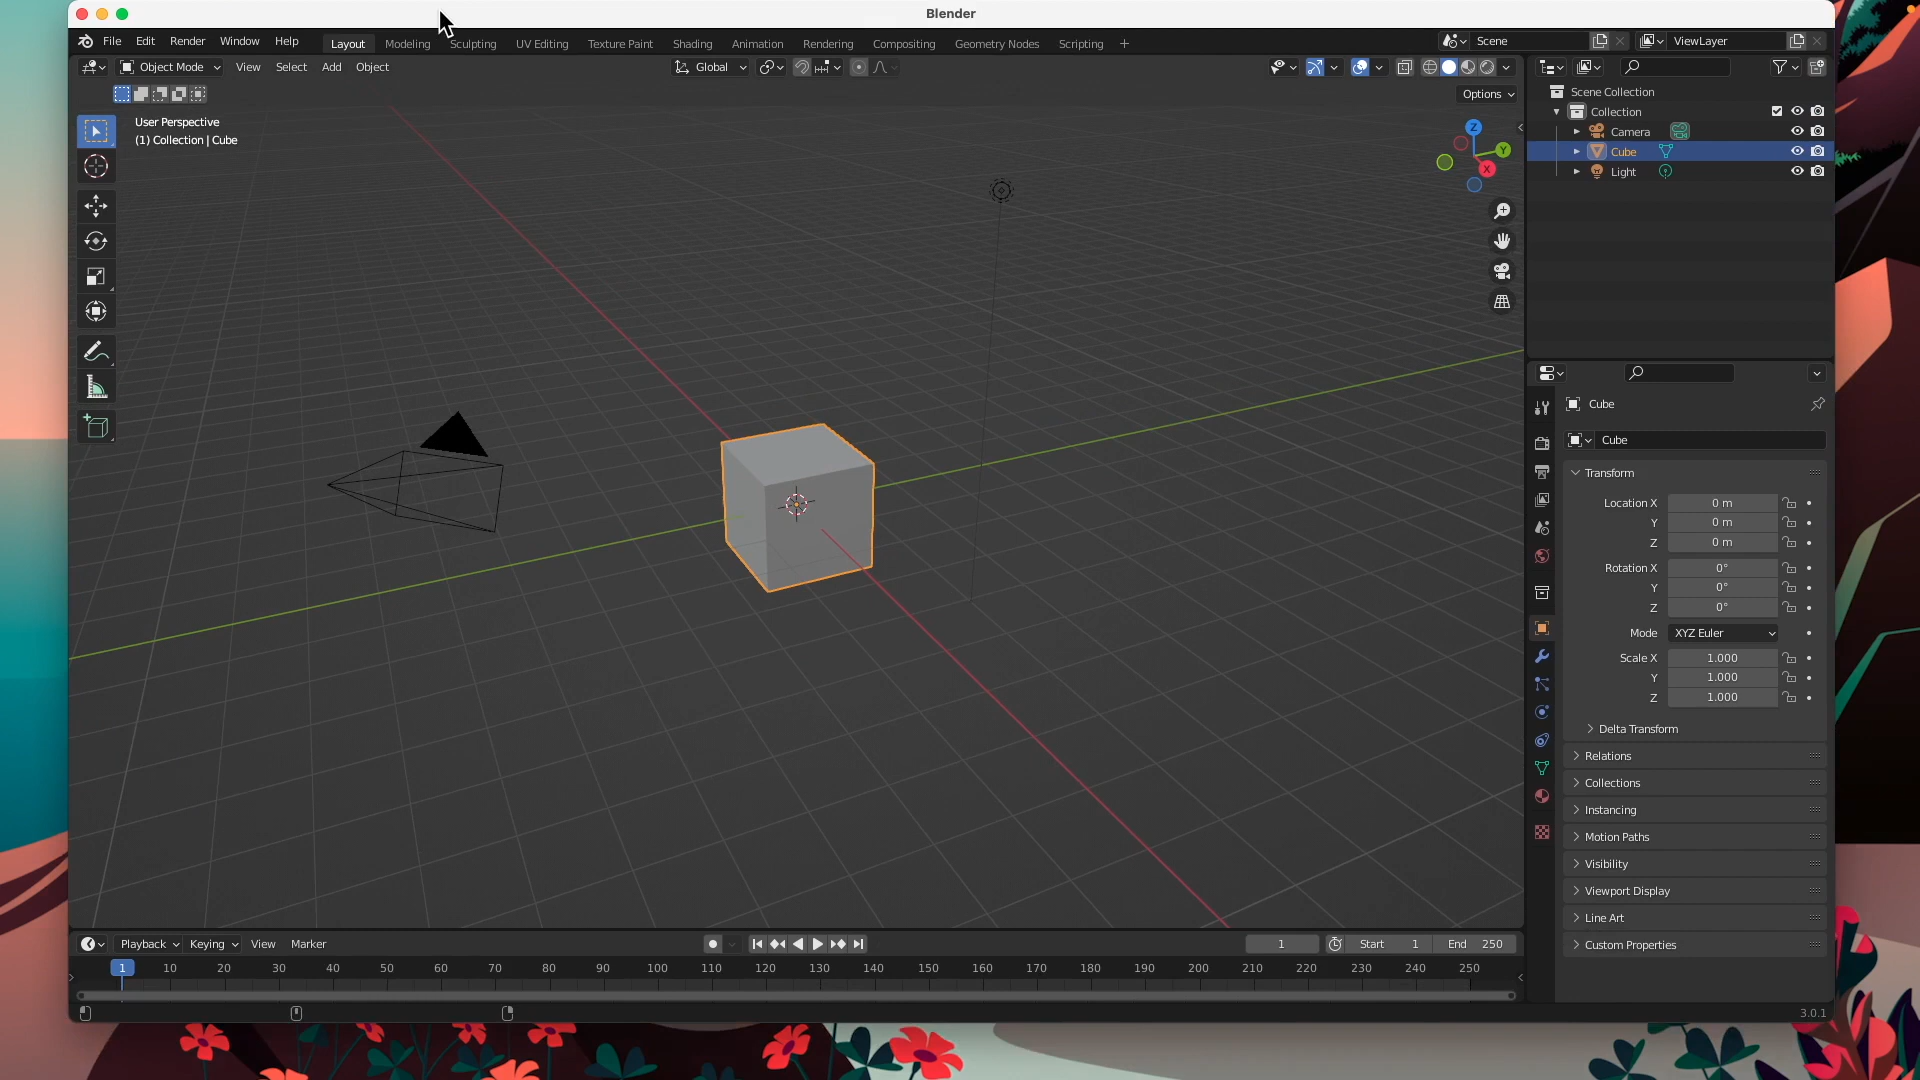 Blender
File Edit Render Window Help Layout Modeling Sculpting UV Editing Texture Paint Shading Animation Rendering Compositing Geometry Nodes Scripting + Scene ViewLayer
Object Mode View Select Add Object Global
Options
User Perspective
(1) Collection | Cube
Z
Y
X
Scene Collection
Collection
Camera
Cube
Light
Cube
Cube
Transform
Location X 0 m
Y 0 m
Z 0 m
Rotation X 0°
Y 0°
Z 0°
Mode XYZ Euler
Scale X 1.000
Y 1.000
Z 1.000
Delta Transform
Relations
Collections
Instancing
Motion Paths
Visibility
Viewport Display
Line Art
Custom Properties
Playback Keying View Marker 1 Start 1 End 250
1 10 20 30 40 50 60 70 80 90 100 110 120 130 140 150 160 170 180 190 200 210 220 230 240 250
3.0.1